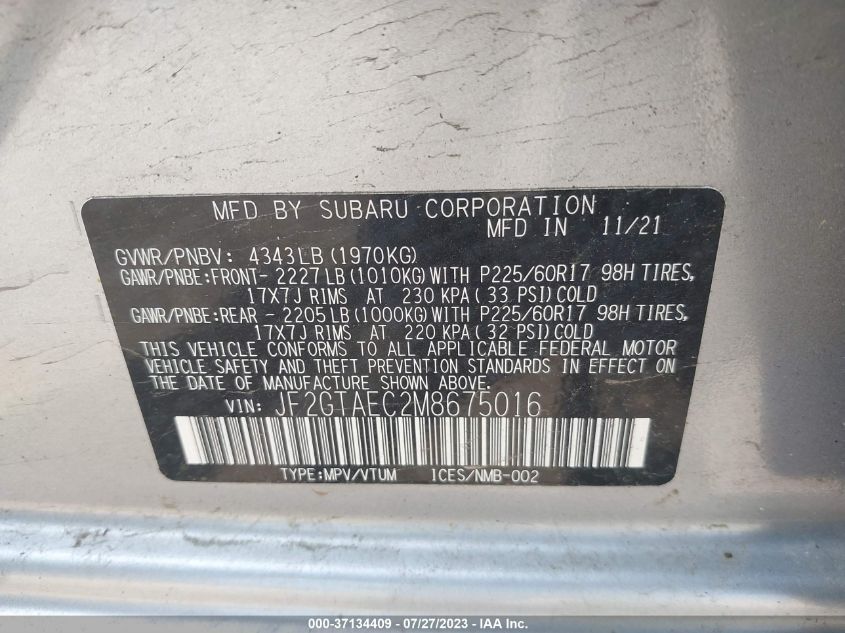 MFD BY SUBARU CORPORATION
MFD IN 11/21
GVWR/PNBV: 4343LB (1970KG)
GAWR/PNBE:FRONT- 2227LB (1010KG) WITH P225/60R17 98H TIRES,
17X7J RIMS AT 230 KPA ( 33 PSI) COLD
GAWR/PNBE:REAR - 2205LB (1000KG) WITH P225/60R17 98H TIRES,
17X7J RIMS AT 220 KPA ( 32 PSI) COLD
THIS VEHICLE CONFORMS TO ALL APPLICABLE FEDERAL MOTOR
VEHICLE SAFETY AND THEFT PREVENTION STANDARDS IN EFFECT ON
THE DATE OF MANUFACTURE SHOWN ABOVE.
VIN: JF2GTAEC2M8675016
TYPE:MPV/VTUM ICES/NMB-002
000-37134409 - 07/27/2023 - IAA Inc.